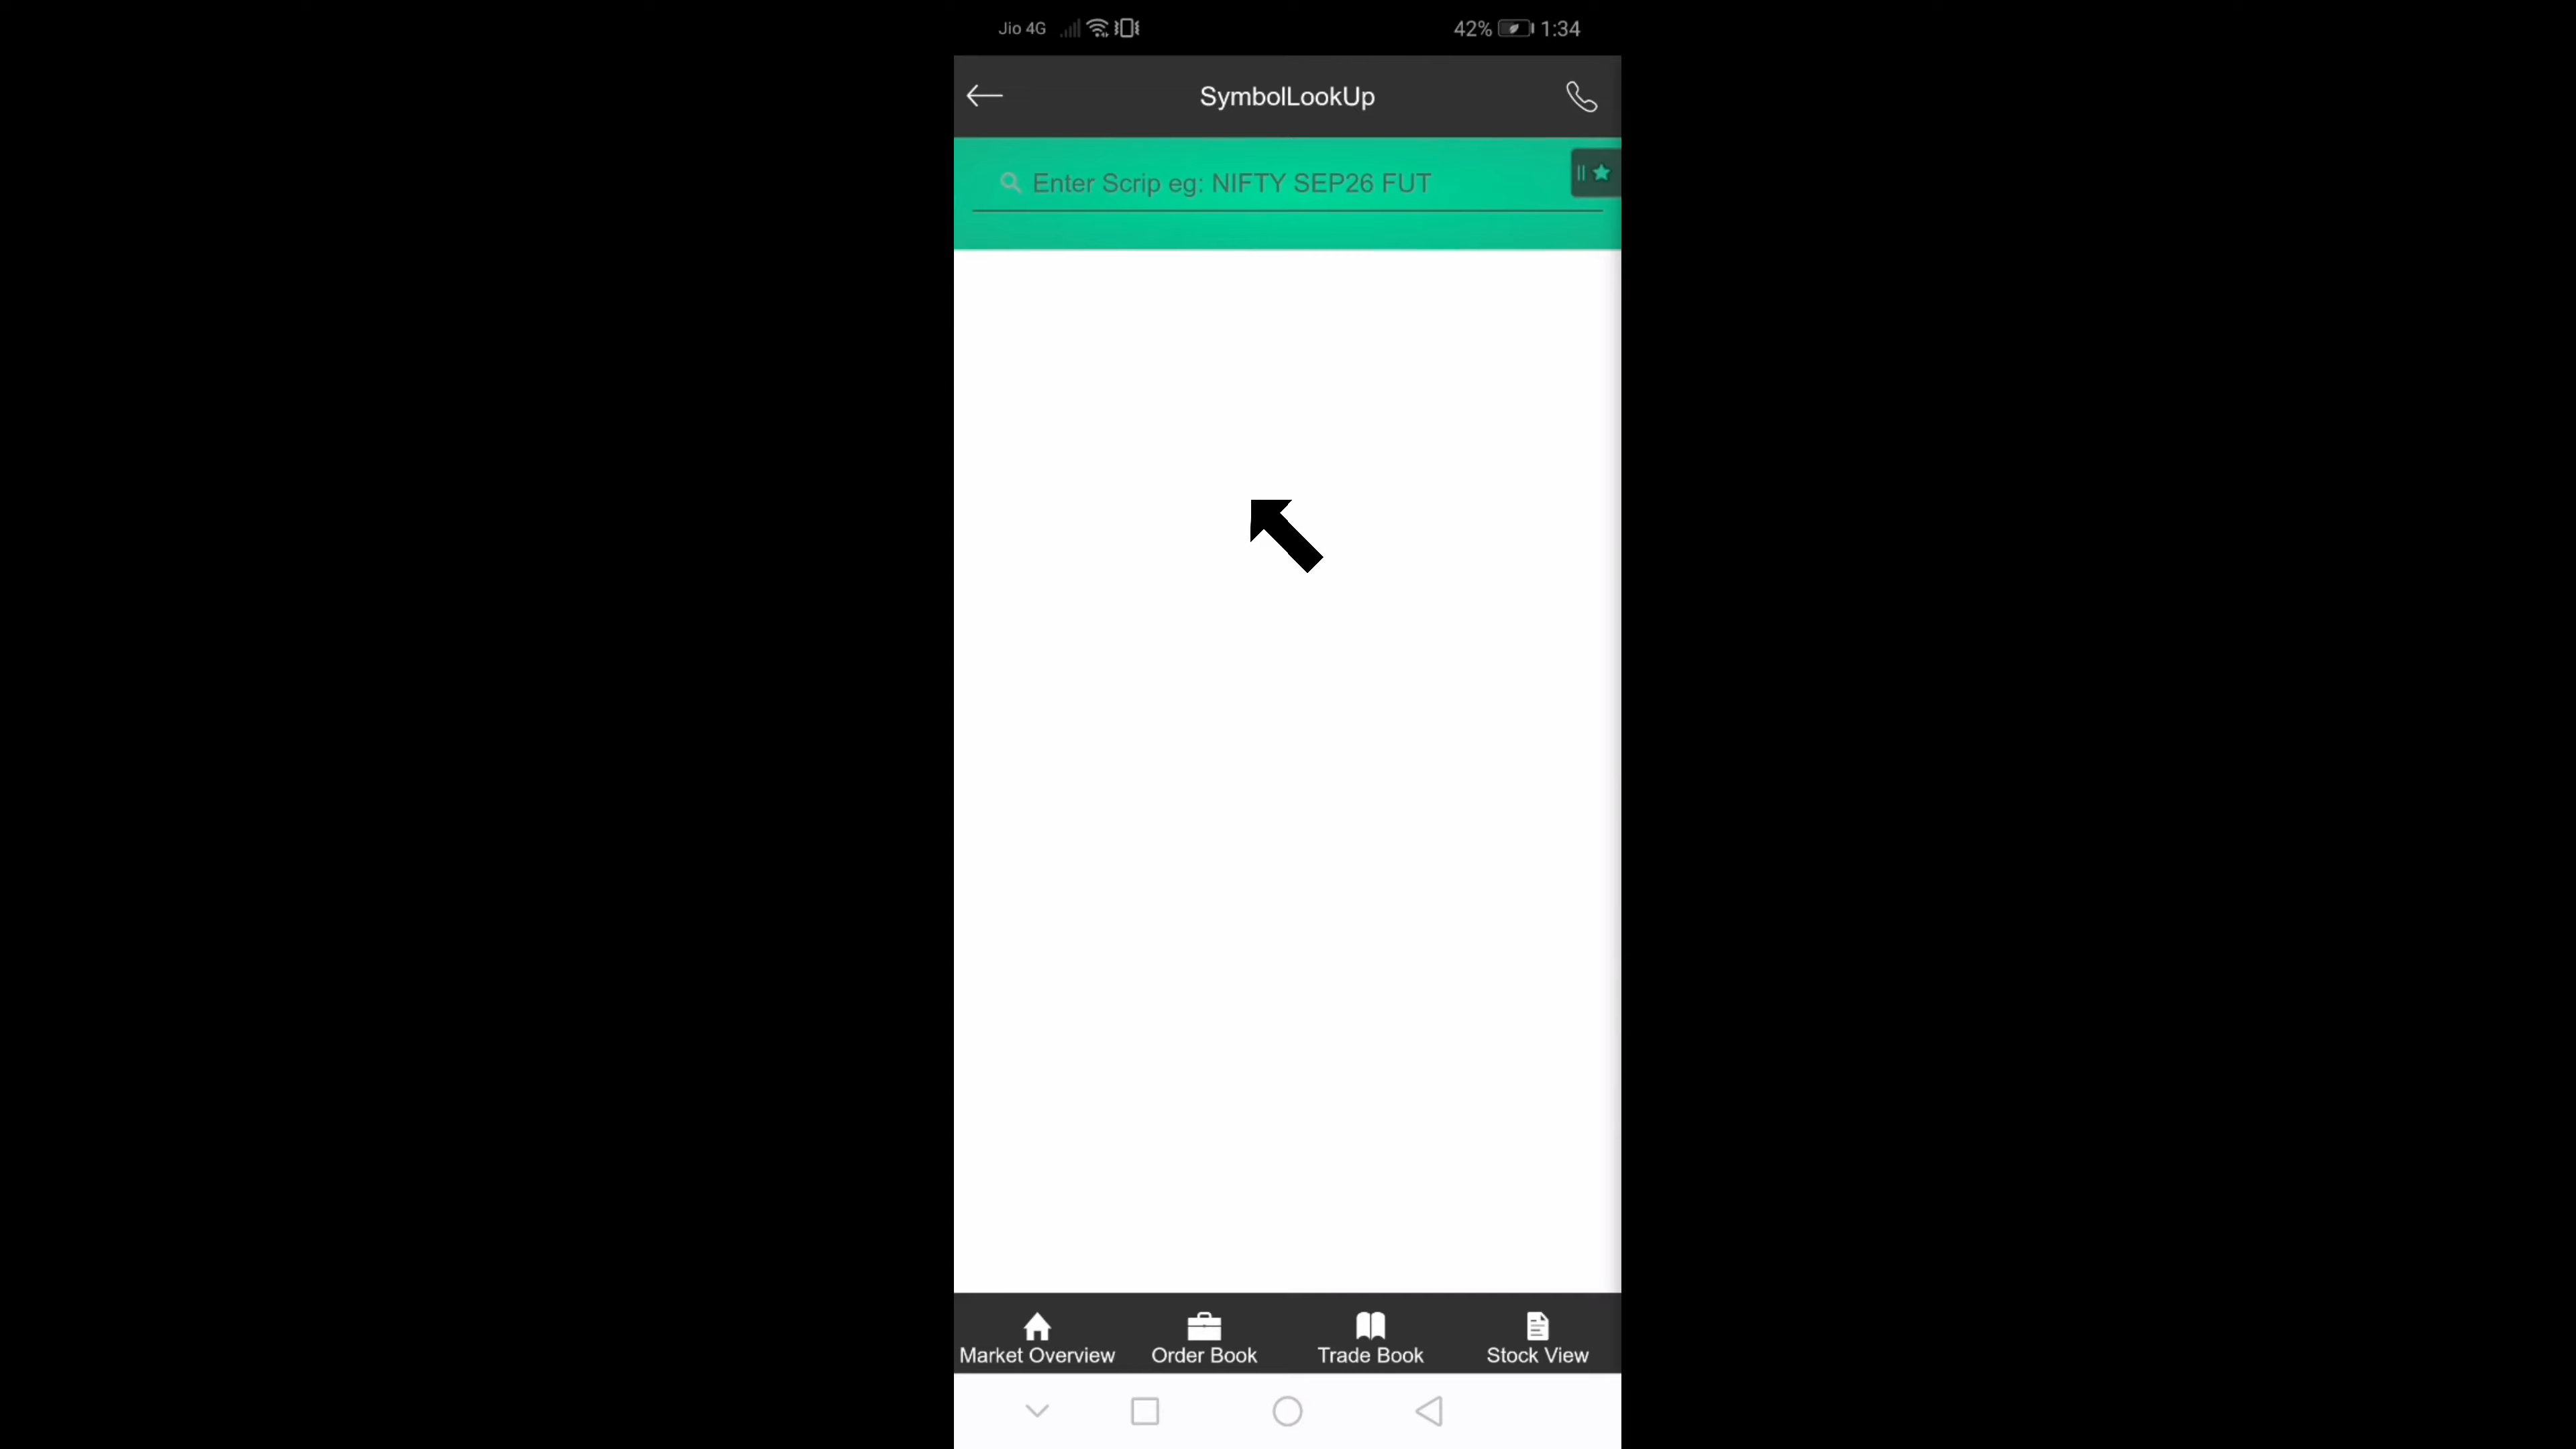 Jio 4G 42% 1:34
SymbolLookUp
Enter Scrip eg: NIFTY SEP26 FUT
Market Overview Order Book Trade Book Stock View